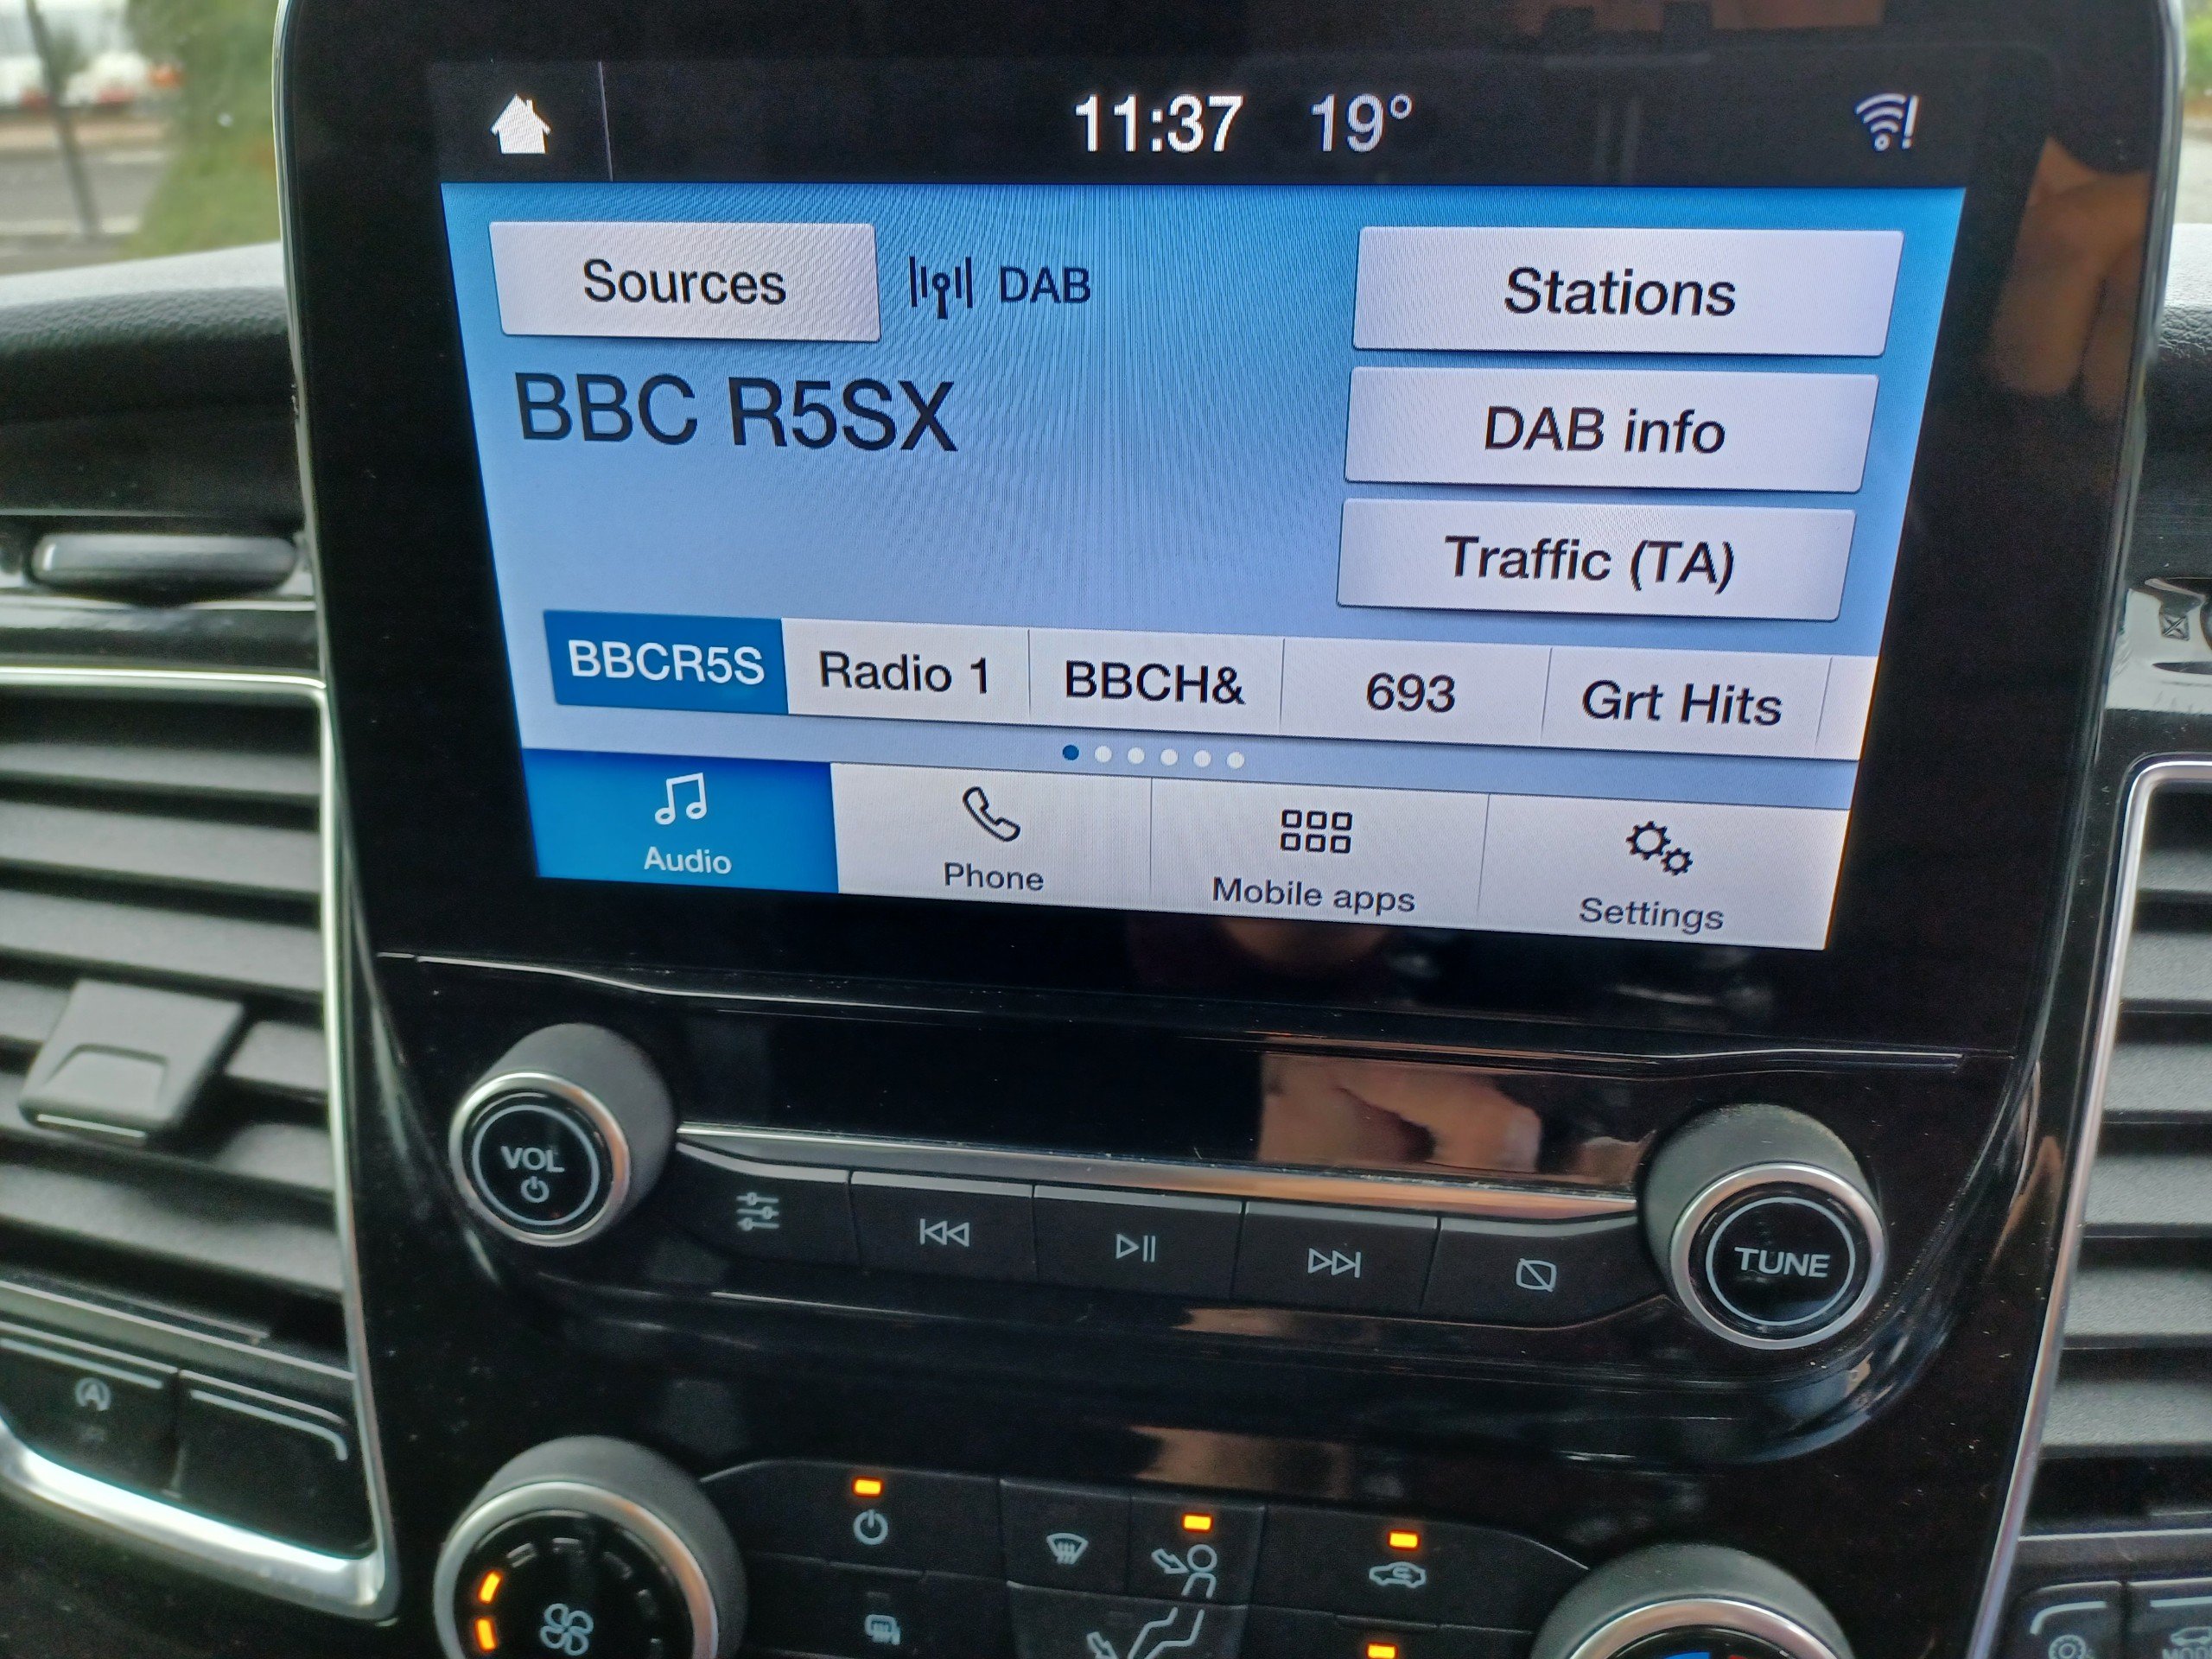 11:37 19°
Sources DAB Stations
BBC R5SX
DAB info
Traffic (TA)
BBCR5S Radio 1 BBCH& 693 Grt Hits
Audio Phone Mobile apps Settings
VOL
TUNE
A